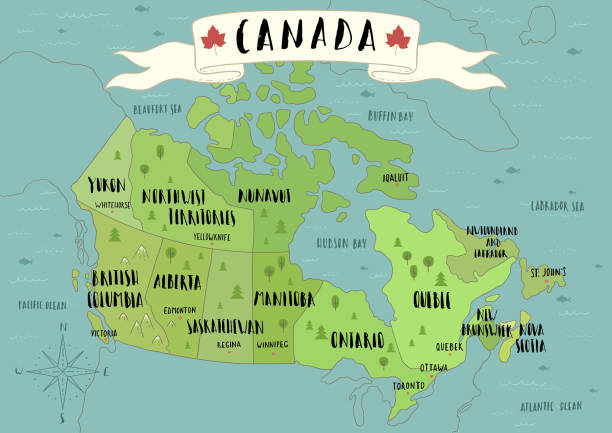 CANADA
BEAUFORT SEA
BUFFIN BAY
IQALUIT
YUKON
WHITEHORSE
NORTHWEST
TERRITORIES
YELLOWKNIFE
NUNAVUT
LABRADOR SEA
HUDSON BAY
NEWFOUNDLAND
AND
LABRADOR
ST. JOHN'S
BRITISH
COLUMBIA
ALBERTA
EDMONTON
MANITOBA
QUEBEC
PACIFIC OCEAN
VICTORIA
SASKATCHEWAN
REGINA
WINNIPEG
ONTARIO
NEW
BRUNSWICK
NOVA
SCOTIA
QUEBEK
OTTAWA
TORONTO
ATLANTIC OCEAN
N
W
E
S